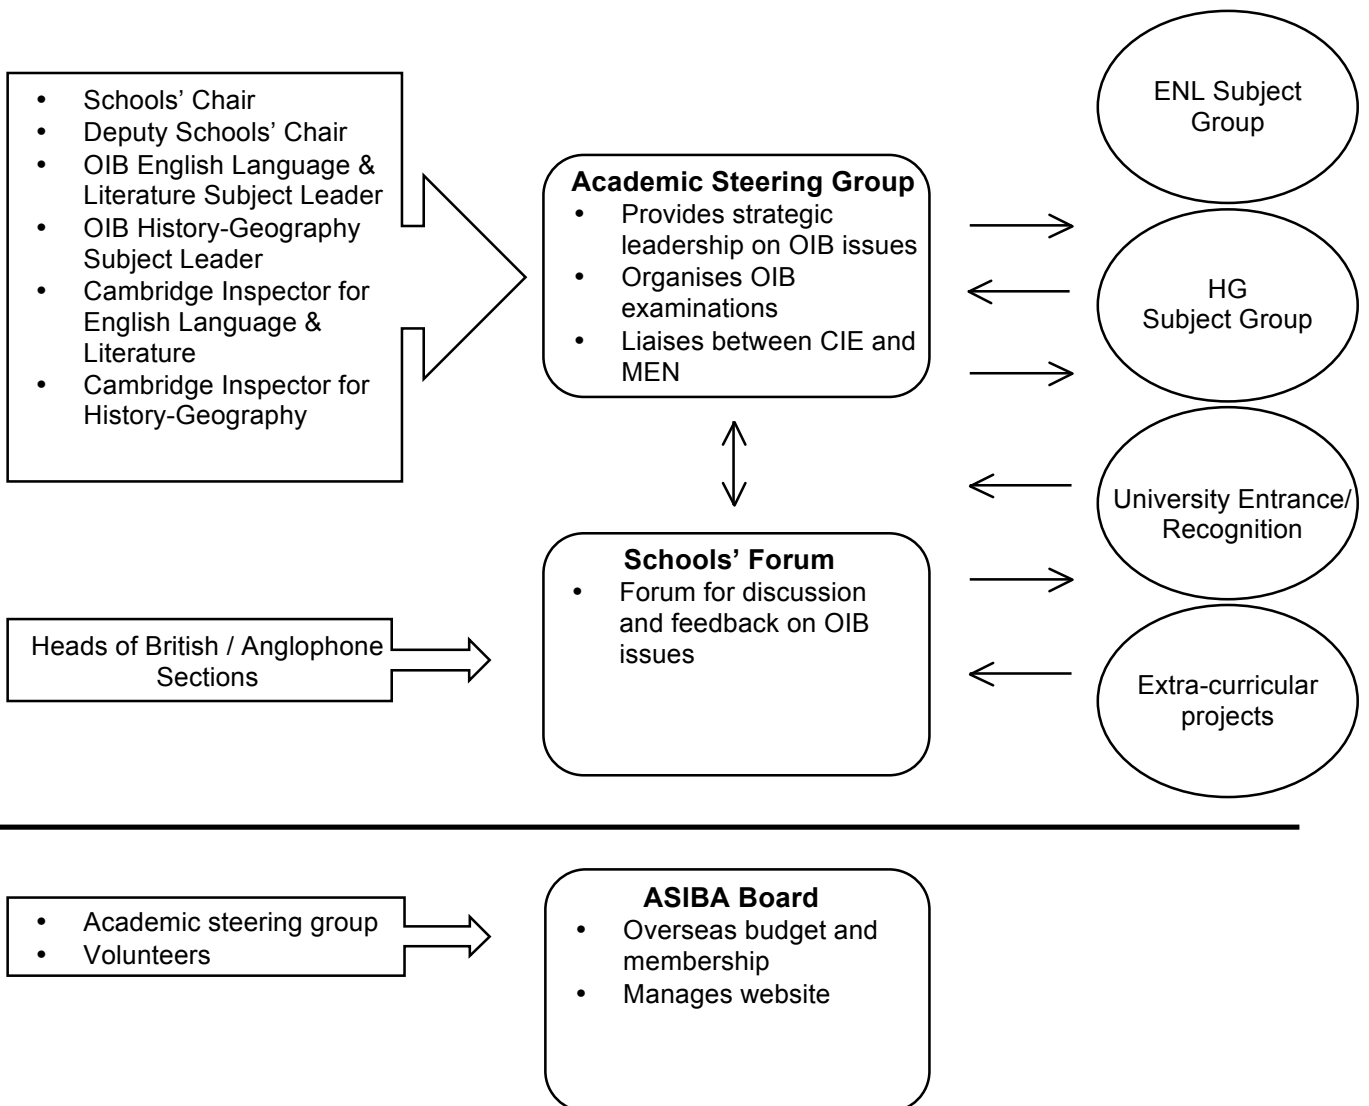 • Schools’ Chair
• Deputy Schools’ Chair
• OIB English Language &
Literature Subject Leader
• OIB History-Geography
Subject Leader
• Cambridge Inspector for
English Language &
Literature
• Cambridge Inspector for
History-Geography
Academic Steering Group
• Provides strategic
leadership on OIB issues
• Organises OIB
examinations
• Liaises between CIE and
MEN
ENL Subject
Group
HG
Subject Group
University Entrance/
Recognition
Extra-curricular
projects
Heads of British / Anglophone
Sections
Schools’ Forum
• Forum for discussion
and feedback on OIB
issues
• Academic steering group
• Volunteers
ASIBA Board
• Overseas budget and
membership
• Manages website